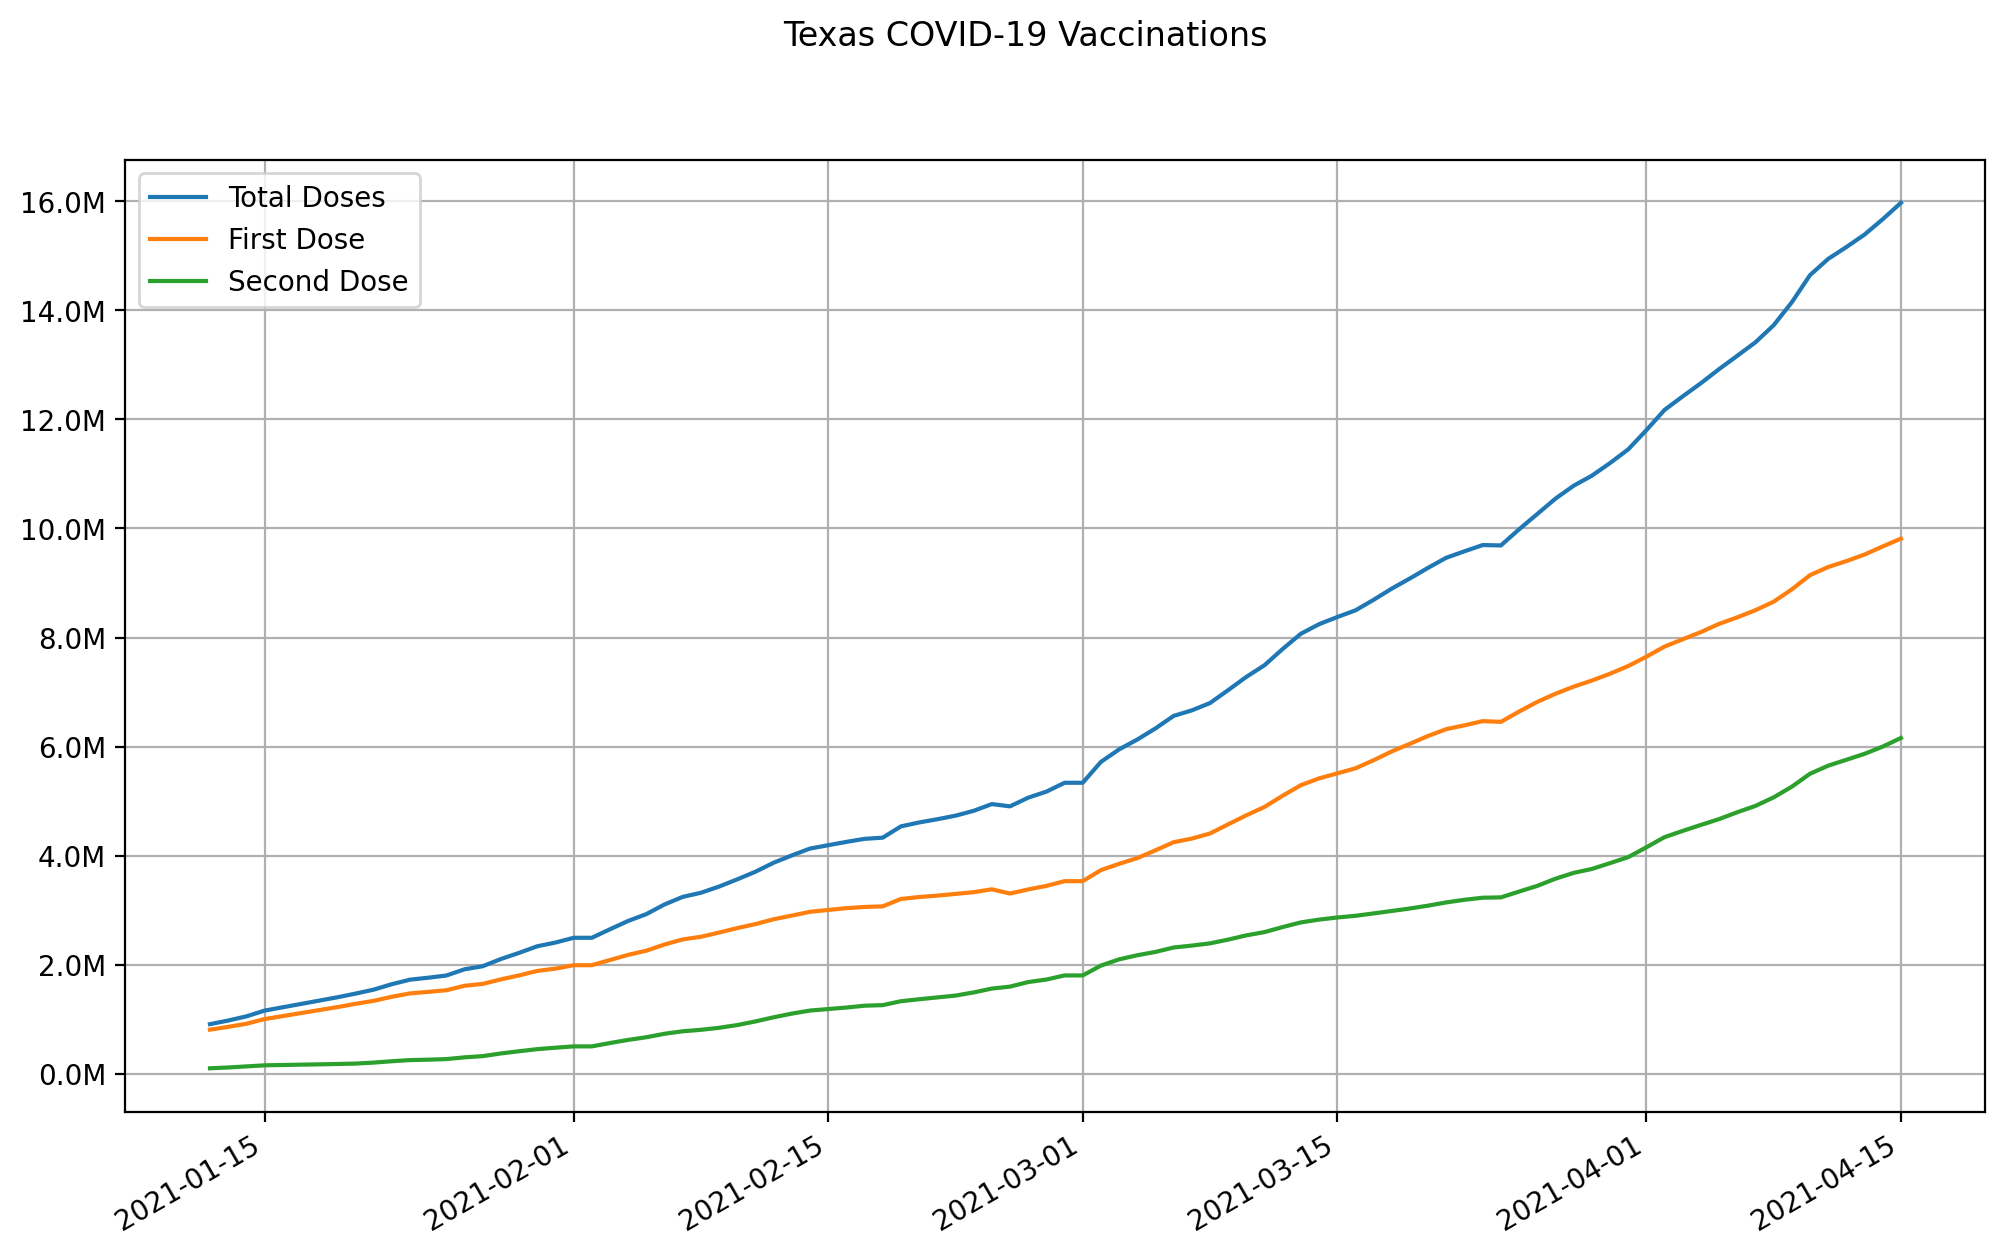 Texas COVID-19 Vaccinations
Total Doses
First Dose
Second Dose
16.0M
14.0M
12.0M
10.0M
8.0M
6.0M
4.0M
2.0M
0.0M
2021-01-15
2021-02-01
2021-02-15
2021-03-01
2021-03-15
2021-04-01
2021-04-15